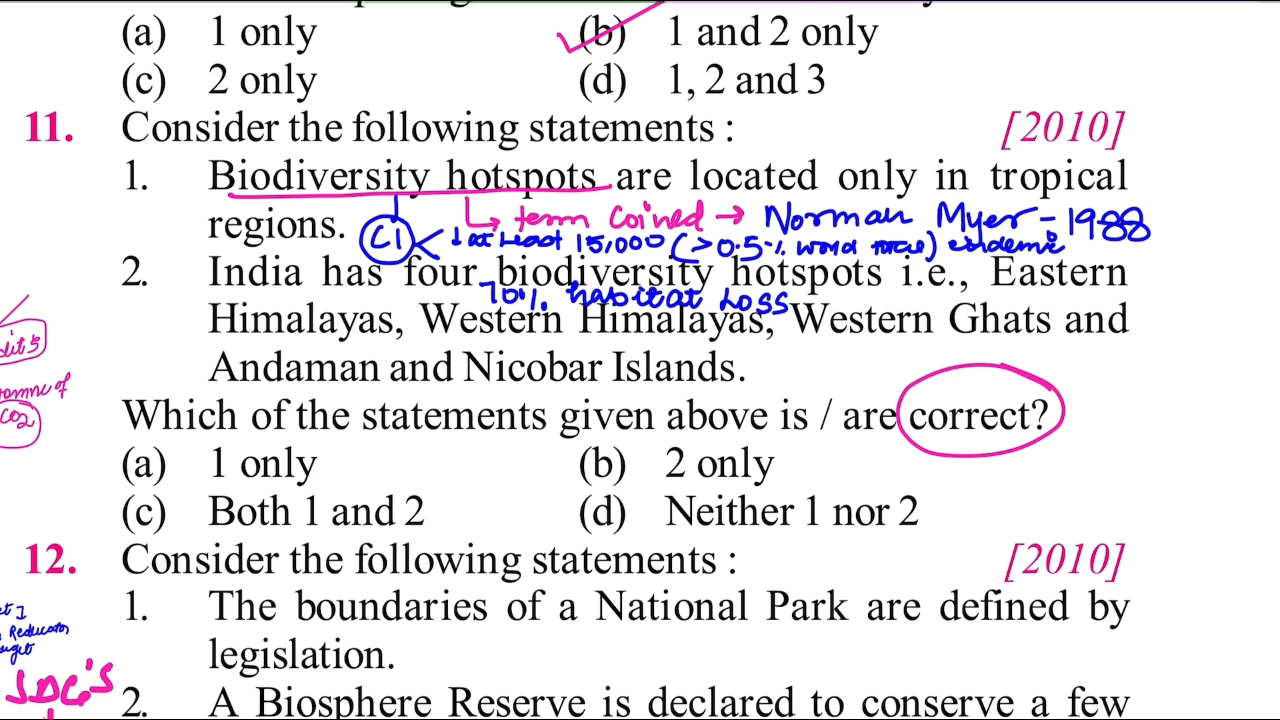 (a) 1 only (b) 1 and 2 only
(c) 2 only (d) 1, 2 and 3
11. Consider the following statements : [2010]
1. Biodiversity hotspots are located only in tropical
regions.
CI
term coined → Norman Myer - 1988
at least 15,000 (>0.5% world total) endemic
2. India has four biodiversity hotspots i.e., Eastern
70% habitat Loss
Himalayas, Western Himalayas, Western Ghats and
Andaman and Nicobar Islands.
Which of the statements given above is / are correct?
CO2
(a) 1 only (b) 2 only
(c) Both 1 and 2 (d) Neither 1 nor 2
12. Consider the following statements : [2010]
1. The boundaries of a National Park are defined by
legislation.
SDG'S
2. A Biosphere Reserve is declared to conserve a few